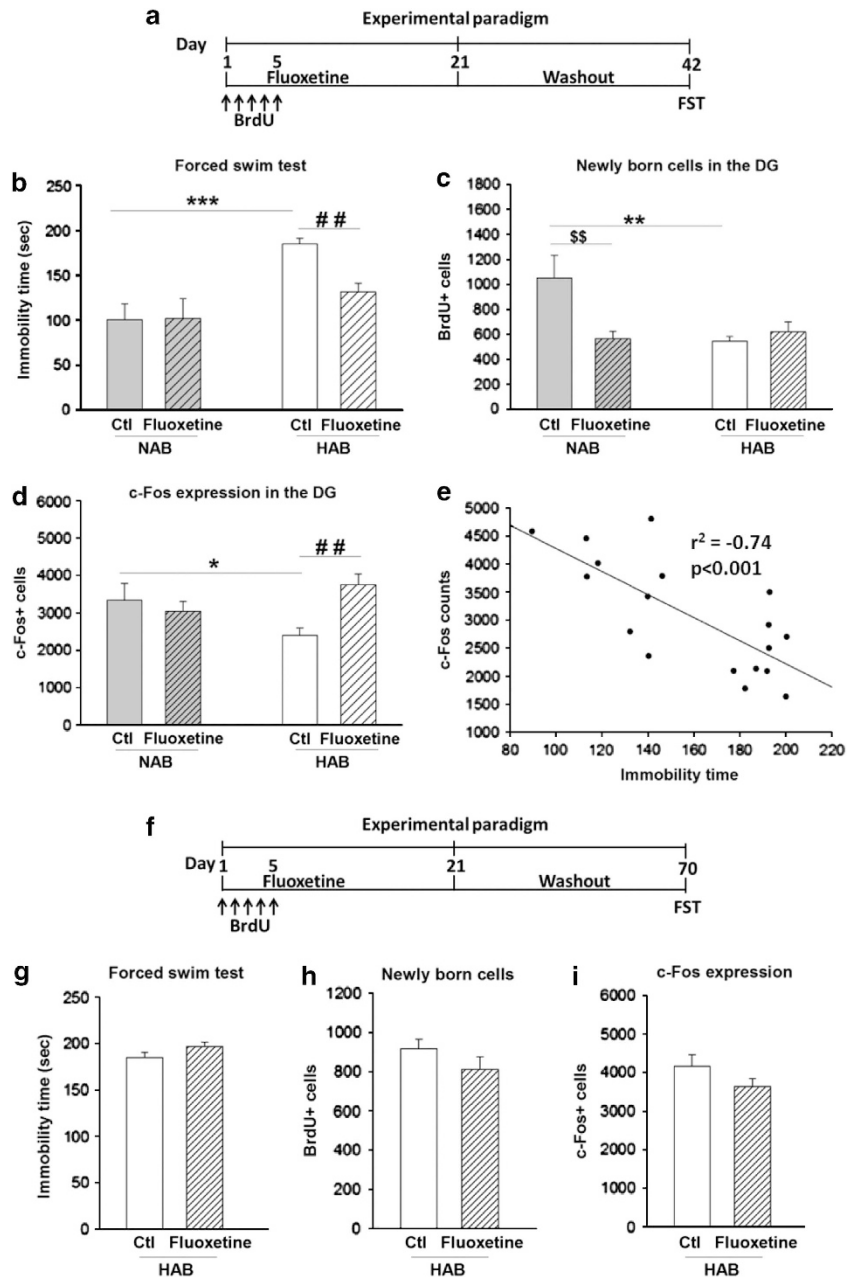 a
Experimental paradigm
Day
1 5 21 42
Fluoxetine Washout
BrdU FST
b
Forced swim test
Immobility time (sec)
250
200
150
100
50
0
***
# #
Ctl Fluoxetine Ctl Fluoxetine
NAB HAB
c
Newly born cells in the DG
BrdU+ cells
1800
1600
1400
1200
1000
800
600
400
200
0
**
$$
Ctl Fluoxetine Ctl Fluoxetine
NAB HAB
d
c-Fos expression in the DG
c-Fos+ cells
6000
5000
4000
3000
2000
1000
0
*
# #
Ctl Fluoxetine Ctl Fluoxetine
NAB HAB
e
c-Fos counts
5000
4500
4000
3500
3000
2500
2000
1500
1000
r² = -0.74
p<0.001
80 100 120 140 160 180 200 220
Immobility time
f
Experimental paradigm
Day 1 5 21 70
Fluoxetine Washout
BrdU FST
g
Forced swim test
Immobility time (sec)
250
200
150
100
50
0
Ctl Fluoxetine
HAB
h
Newly born cells
BrdU+ cells
1200
1000
800
600
400
200
0
Ctl Fluoxetine
HAB
i
c-Fos expression
c-Fos+ cells
6000
5000
4000
3000
2000
1000
0
Ctl Fluoxetine
HAB